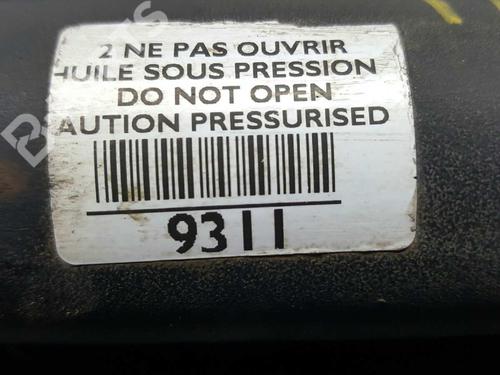 2 NE PAS OUVRIR
HUILE SOUS PRESSION
DO NOT OPEN
AUTION PRESSURISED
9311